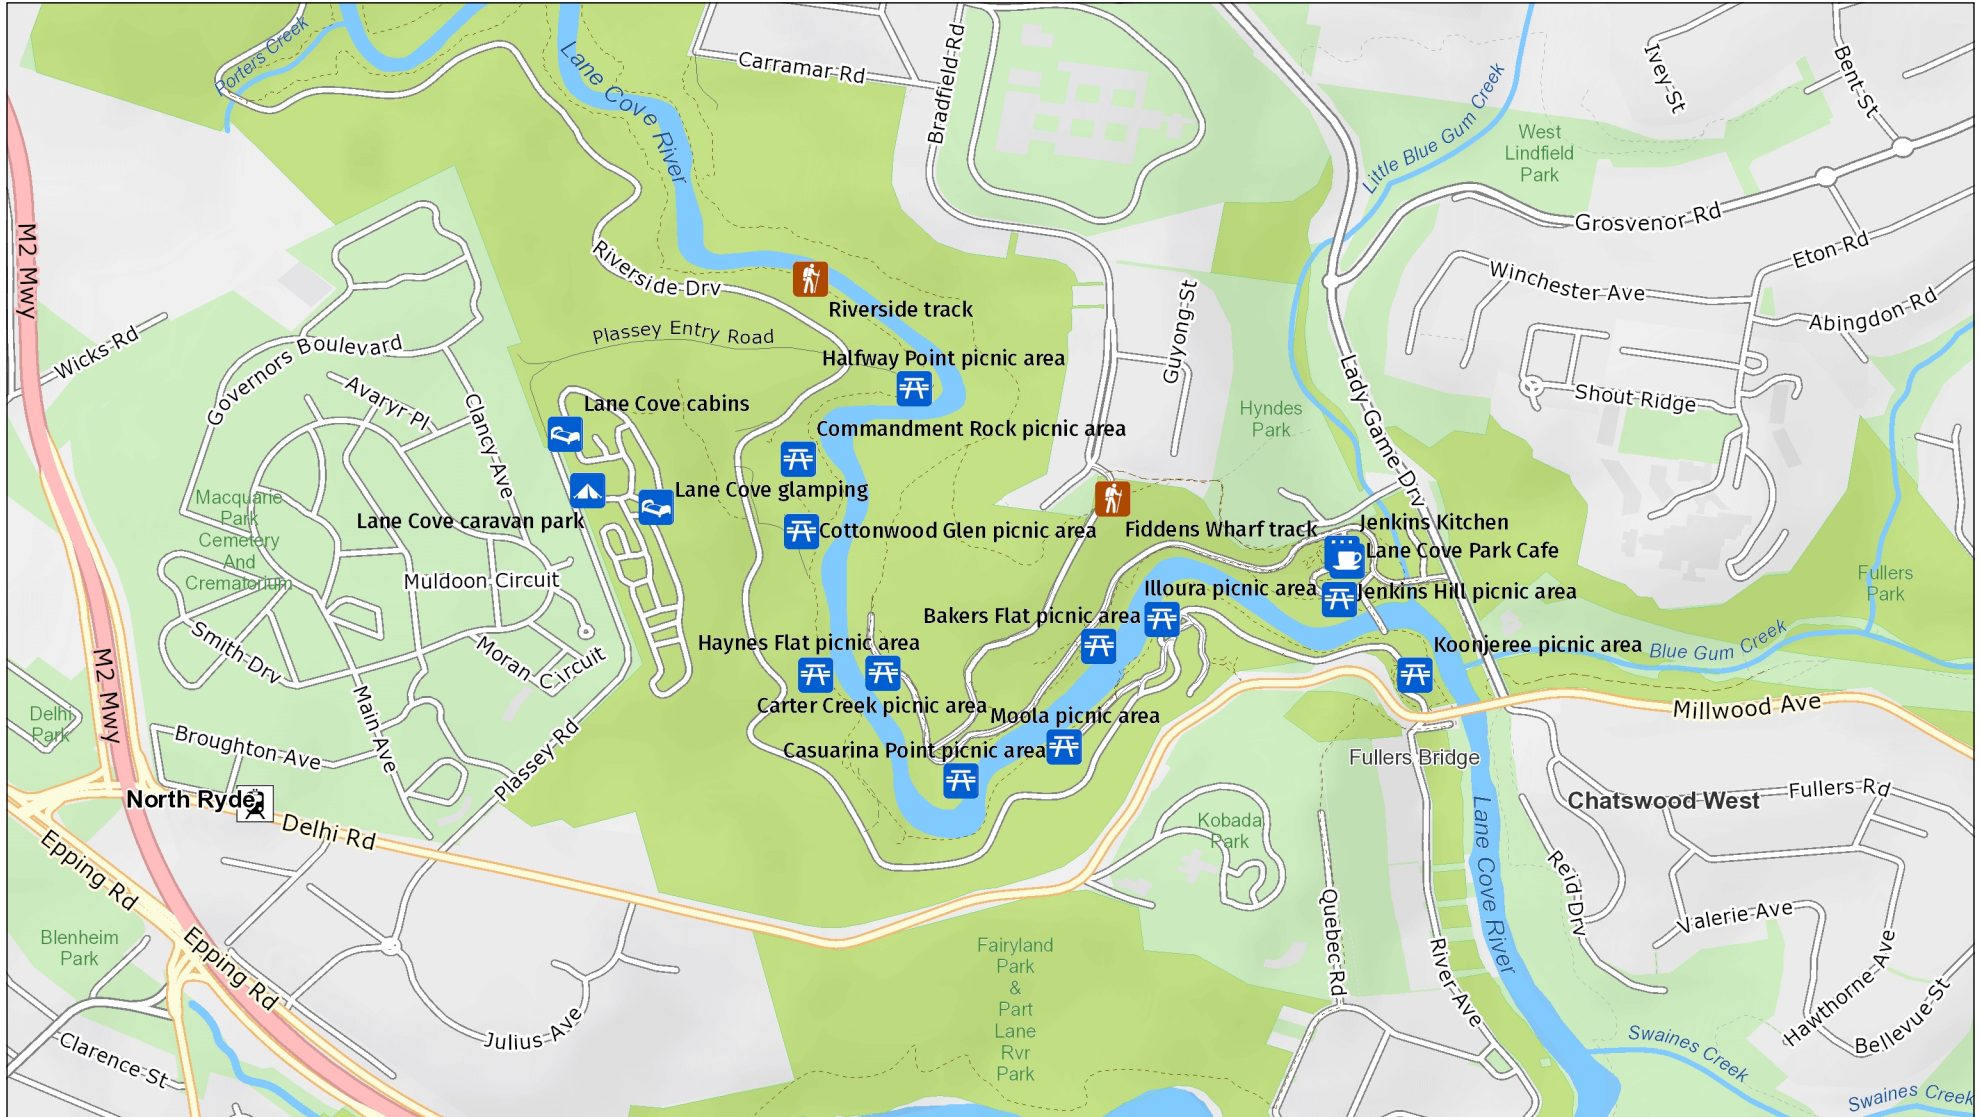 Porters Creek
Lane Cove River
Carramar Rd
Bradfield Rd
Ivey St
Bent St
Little Blue Gum Creek
West
Lindfield
Park
Grosvenor Rd
Eton Rd
M2 Mwy
Riverside Drv
Winchester Ave
Abingdon Rd
Riverside track
Wicks Rd
Governors Boulevard
Plassey Entry Road
Guyong St
Halfway Point picnic area
Lady Game Drv
Avaryr Pl
Clancy Ave
Lane Cove cabins
Shout Ridge
Hyndes
Park
Commandment Rock picnic area
Macquarie
Park
Cemetery
And
Crematorium
Lane Cove glamping
Lane Cove caravan park
Cottonwood Glen picnic area
Fiddens Wharf track
Jenkins Kitchen
Lane Cove Park Cafe
Muldoon Circuit
Illoura picnic area
Jenkins Hill picnic area
Fullers
Park
Bakers Flat picnic area
Haynes Flat picnic area
Koonjeree picnic area
Blue Gum Creek
Smith Drv
Moran Circuit
M2 Mwy
Main Ave
Carter Creek picnic area
Moola picnic area
Millwood Ave
Delhi
Park
Broughton Ave
Plassey Rd
Casuarina Point picnic area
Fullers Bridge
North Ryde
Delhi Rd
Chatswood West
Fullers Rd
Kobada
Park
Epping Rd
Lane Cove River
Reid Drv
Quebec Rd
Valerie Ave
Blenheim
Park
Epping Rd
Fairyland
Park
&
Part
Lane
Rvr
Park
River Ave
Hawthorne Ave
Bellevue St
Julius Ave
Clarence St
Swaines Creek
Swaines Creek